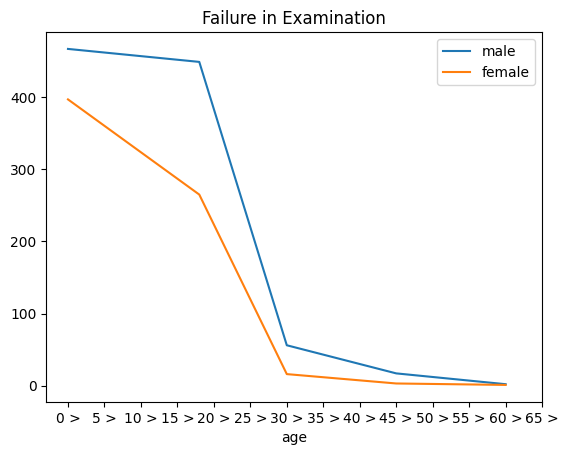 Failure in Examination
male
female
400
300
200
100
0
0 > 5 > 10 > 15 > 20 > 25 > 30 > 35 > 40 > 45 > 50 > 55 > 60 > 65 >
age